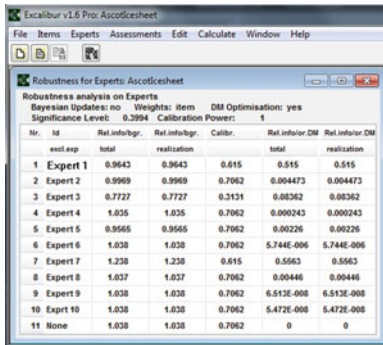 Excalibur v1.6 Pro: AscotIcesheet
File Items Experts Assessments Edit Calculate Window Help
Robustness for Experts: AscotIcesheet
Robustness analysis on Experts
Bayesian Updates: no Weights: item DM Optimisation: yes
Significance Level: 0.3994 Calibration Power: 1
Nr. Id Rel.info/bgr. Rel.info/bgr. Calibr. Rel.info/or.DM Rel.info/or.DM
excl.exp total realization total realization
1 Expert 1 0.9643 0.9643 0.615 0.515 0.515
2 Expert 2 0.9969 0.9969 0.7062 0.004473 0.004473
3 Expert 3 0.7727 0.7727 0.3131 0.08362 0.08362
4 Expert 4 1.035 1.035 0.7062 0.000243 0.000243
5 Expert 5 0.9565 0.9565 0.7062 0.00226 0.00226
6 Expert 6 1.038 1.038 0.7062 5.744E-006 5.744E-006
7 Expert 7 1.238 1.238 0.615 0.5563 0.5563
8 Expert 8 1.037 1.037 0.7062 0.00446 0.00446
9 Expert 9 1.038 1.038 0.7062 6.513E-008 6.513E-008
10 Exprt 10 1.038 1.038 0.7062 5.472E-008 5.472E-008
11 None 1.038 1.038 0.7062 0 0